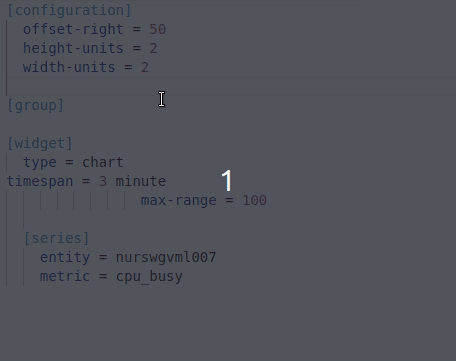 [configuration]
offset-right = 50
height-units = 2
width-units = 2
[group]
[widget]
type = chart
timespan = 3 minute
1
max-range = 100
[series]
entity = nurswgvml007
metric = cpu_busy